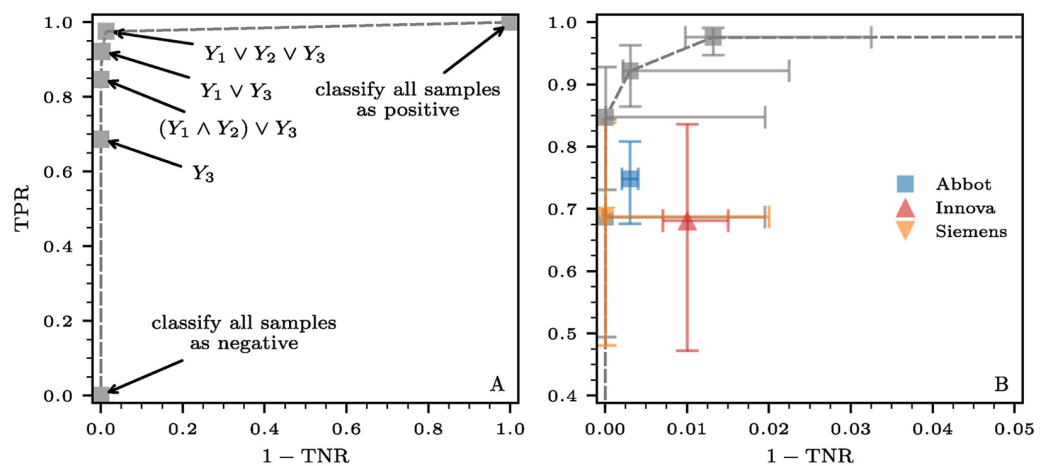 1.0
0.8
0.6
0.4
0.2
0.0
TPR
Y₁ ∨ Y₂ ∨ Y₃
Y₁ ∨ Y₃
(Y₁ ∧ Y₂) ∨ Y₃
Y₃
classify all samples
as positive
classify all samples
as negative
A
0.0 0.2 0.4 0.6 0.8 1.0
1 − TNR
1.0
0.9
0.8
0.7
0.6
0.5
0.4
Abbot
Innova
Siemens
B
0.00 0.01 0.02 0.03 0.04 0.05
1 − TNR